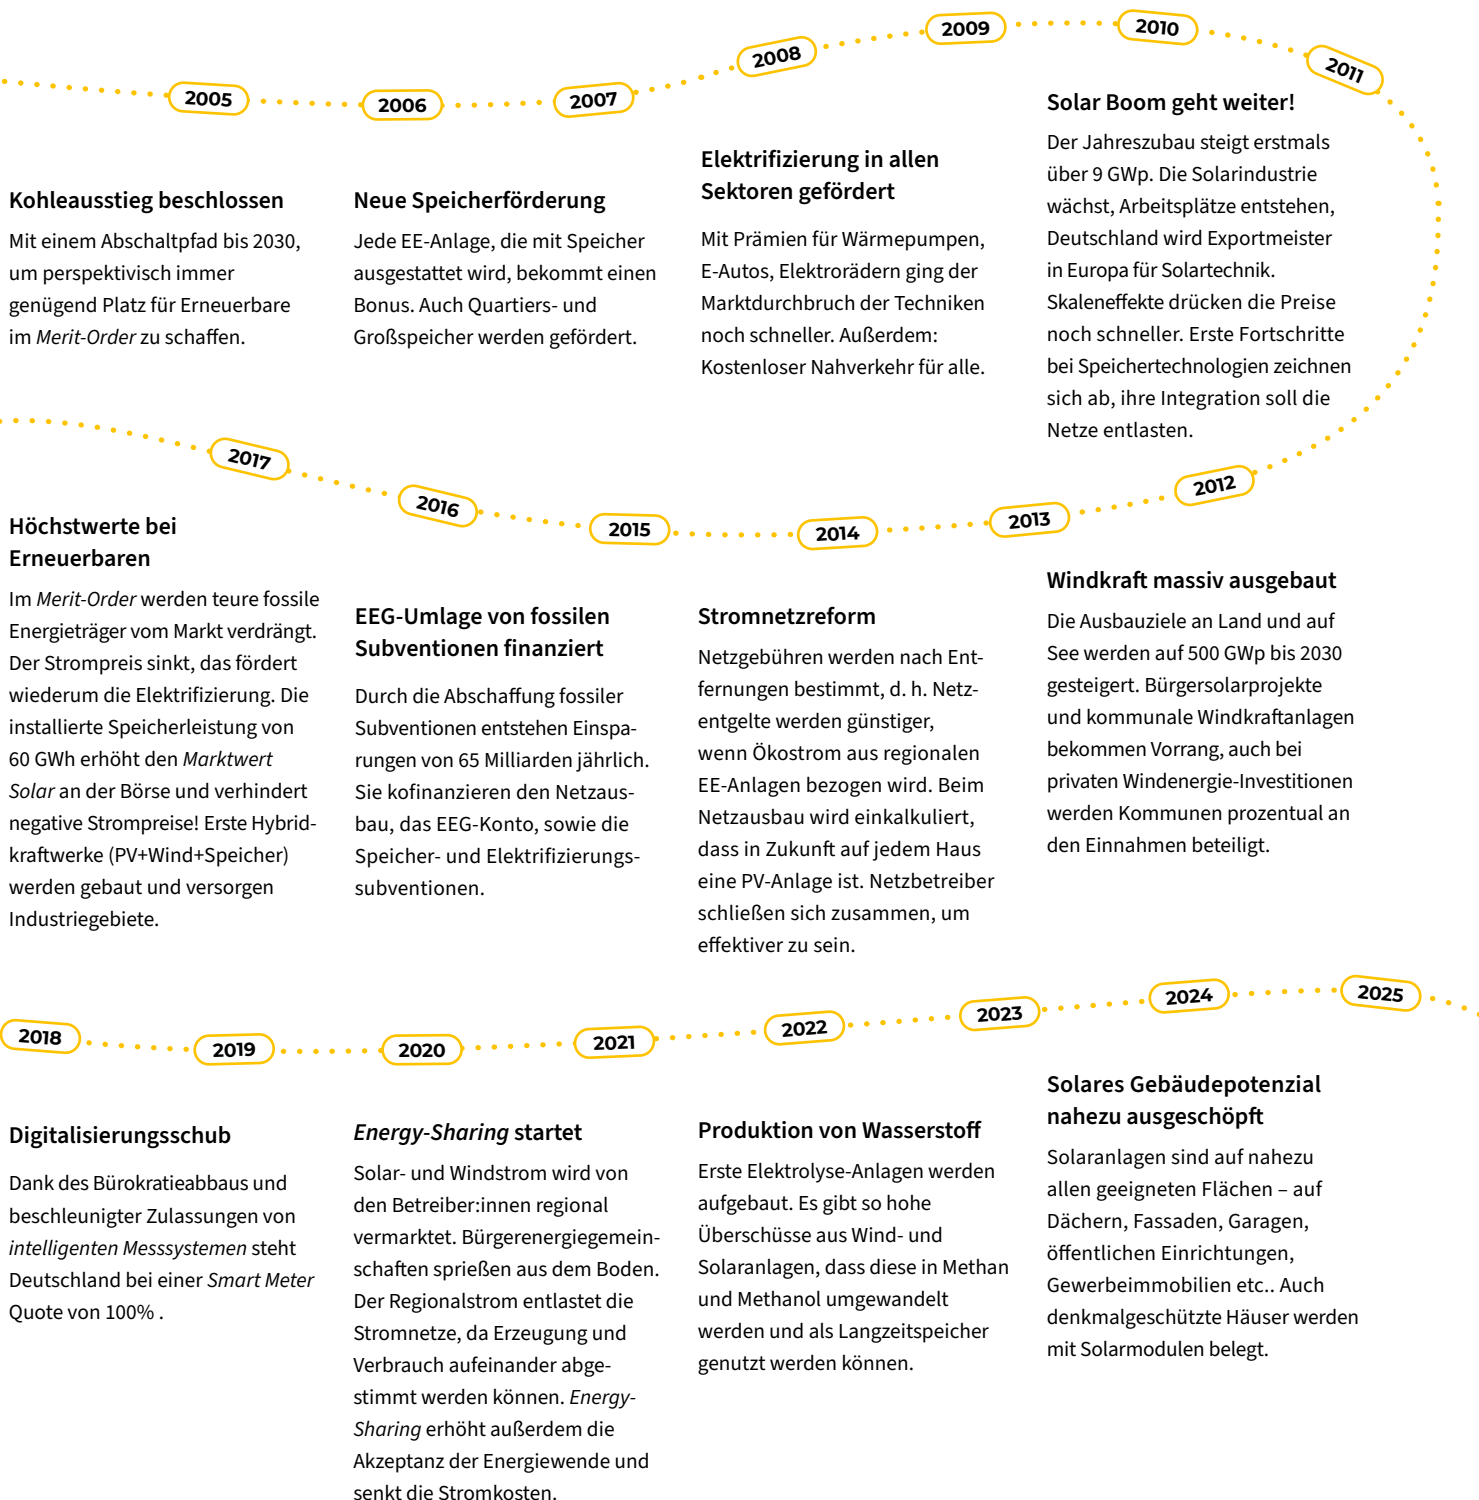 2005
2006
2007
2008
2009
2010
2011
Kohleausstieg beschlossen
Mit einem Abschaltpfad bis 2030,
um perspektivisch immer
genügend Platz für Erneuerbare
im Merit-Order zu schaffen.
Neue Speicherförderung
Jede EE-Anlage, die mit Speicher
ausgestattet wird, bekommt einen
Bonus. Auch Quartiers- und
Großspeicher werden gefördert.
Elektrifizierung in allen
Sektoren gefördert
Mit Prämien für Wärmepumpen,
E-Autos, Elektrorädern ging der
Marktdurchbruch der Techniken
noch schneller. Außerdem:
Kostenloser Nahverkehr für alle.
Solar Boom geht weiter!
Der Jahreszubau steigt erstmals
über 9 GWp. Die Solarindustrie
wächst, Arbeitsplätze entstehen,
Deutschland wird Exportmeister
in Europa für Solartechnik.
Skaleneffekte drücken die Preise
noch schneller. Erste Fortschritte
bei Speichertechnologien zeichnen
sich ab, ihre Integration soll die
Netze entlasten.
2017
2016
2015
2014
2013
2012
Höchstwerte bei
Erneuerbaren
Im Merit-Order werden teure fossile
Energieträger vom Markt verdrängt.
Der Strompreis sinkt, das fördert
wiederum die Elektrifizierung. Die
installierte Speicherleistung von
60 GWh erhöht den Marktwert
Solar an der Börse und verhindert
negative Strompreise! Erste Hybrid-
kraftwerke (PV+Wind+Speicher)
werden gebaut und versorgen
Industriegebiete.
EEG-Umlage von fossilen
Subventionen finanziert
Durch die Abschaffung fossiler
Subventionen entstehen Einspa-
rungen von 65 Milliarden jährlich.
Sie kofinanzieren den Netzaus-
bau, das EEG-Konto, sowie die
Speicher- und Elektrifizierungs-
subventionen.
Stromnetzreform
Netzgebühren werden nach Ent-
fernungen bestimmt, d. h. Netz-
entgelte werden günstiger,
wenn Ökostrom aus regionalen
EE-Anlagen bezogen wird. Beim
Netzausbau wird einkalkuliert,
dass in Zukunft auf jedem Haus
eine PV-Anlage ist. Netzbetreiber
schließen sich zusammen, um
effektiver zu sein.
Windkraft massiv ausgebaut
Die Ausbauziele an Land und auf
See werden auf 500 GWp bis 2030
gesteigert. Bürgersolarprojekte
und kommunale Windkraftanlagen
bekommen Vorrang, auch bei
privaten Windenergie-Investitionen
werden Kommunen prozentual an
den Einnahmen beteiligt.
2018
2019
2020
2021
2022
2023
2024
2025
Digitalisierungsschub
Dank des Bürokratieabbaus und
beschleunigter Zulassungen von
intelligenten Messsystemen steht
Deutschland bei einer Smart Meter
Quote von 100% .
Energy-Sharing startet
Solar- und Windstrom wird von
den Betreiber:innen regional
vermarktet. Bürgerenergiegemein-
schaften sprießen aus dem Boden.
Der Regionalstrom entlastet die
Stromnetze, da Erzeugung und
Verbrauch aufeinander abge-
stimmt werden können. Energy-
Sharing erhöht außerdem die
Akzeptanz der Energiewende und
senkt die Stromkosten.
Produktion von Wasserstoff
Erste Elektrolyse-Anlagen werden
aufgebaut. Es gibt so hohe
Überschüsse aus Wind- und
Solaranlagen, dass diese in Methan
und Methanol umgewandelt
werden und als Langzeitspeicher
genutzt werden können.
Solares Gebäudepotenzial
nahezu ausgeschöpft
Solaranlagen sind auf nahezu
allen geeigneten Flächen – auf
Dächern, Fassaden, Garagen,
öffentlichen Einrichtungen,
Gewerbeimmobilien etc.. Auch
denkmalgeschützte Häuser werden
mit Solarmodulen belegt.